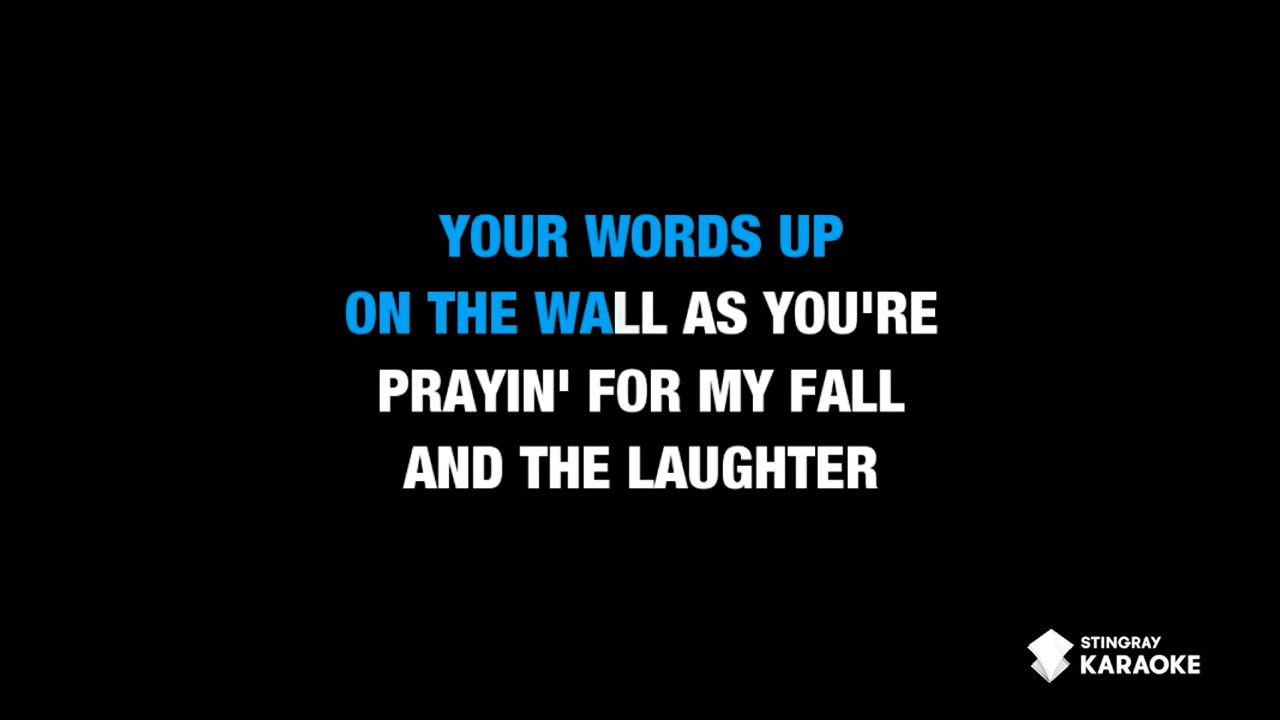 YOUR WORDS UP
ON THE WALL AS YOU'RE
PRAYIN' FOR MY FALL
AND THE LAUGHTER
STINGRAY
KARAOKE